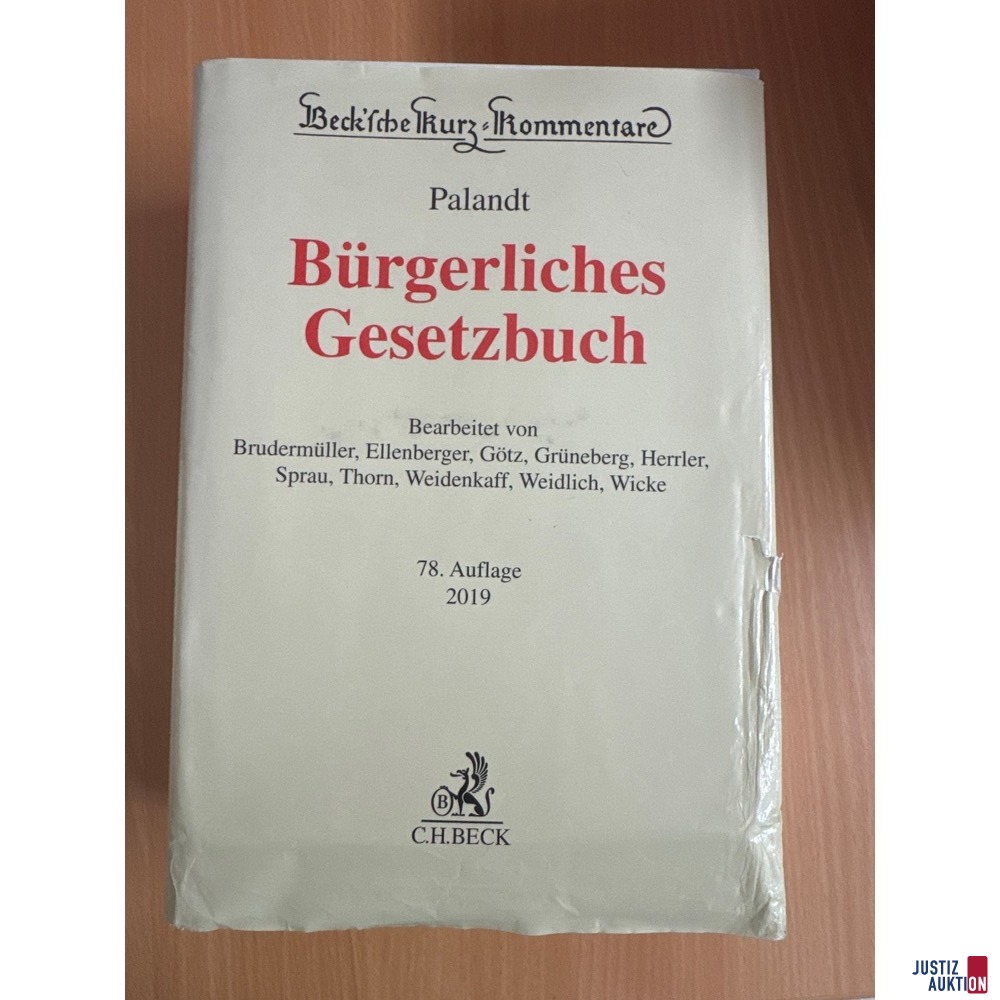 Beck'sche Kurz-Kommentare
Palandt
Bürgerliches
Gesetzbuch
Bearbeitet von
Brudermüller, Ellenberger, Götz, Grüneberg, Herrler,
Sprau, Thorn, Weidenkaff, Weidlich, Wicke
78. Auflage
2019
B
C.H.BECK
JUSTIZ
AUKTION